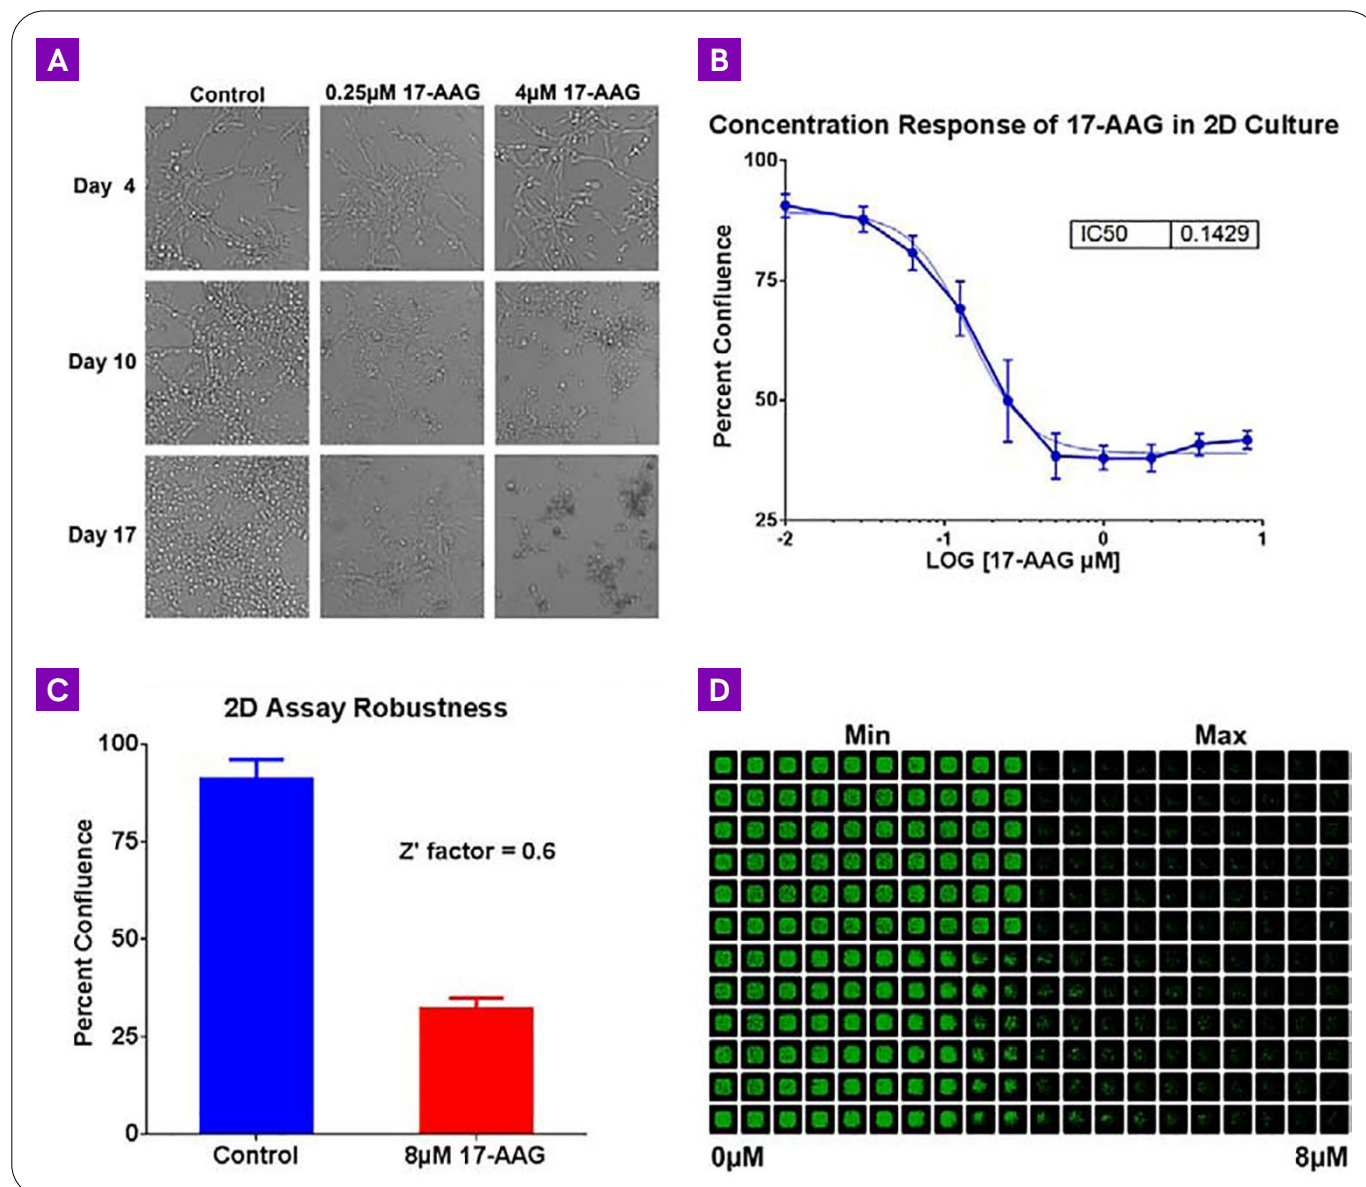 A
Control
0.25µM 17-AAG
4µM 17-AAG
Day 4
Day 10
Day 17
B
Concentration Response of 17-AAG in 2D Culture
100
75
50
25
Percent Confluence
IC50 0.1429
-2
-1
0
1
LOG [17-AAG µM]
C
2D Assay Robustness
100
75
50
25
0
Percent Confluence
Z' factor = 0.6
Control
8µM 17-AAG
D
Min
Max
0µM
8µM